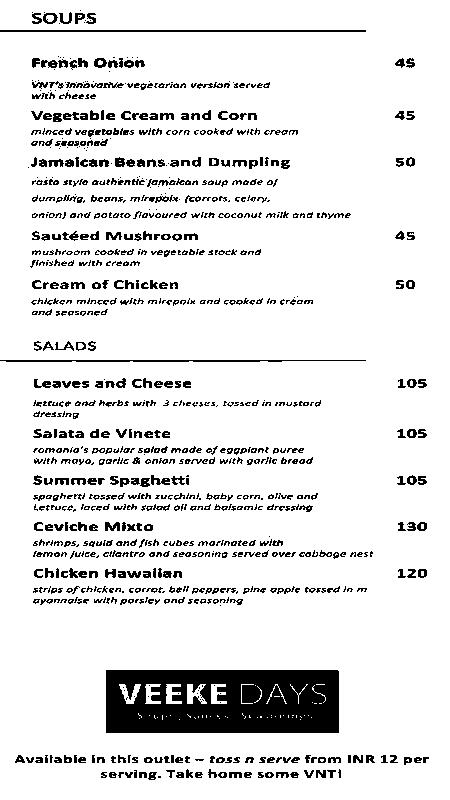 SOUPS
French Onion 45
VNT's innovative vegetarian version served
with cheese
Vegetable Cream and Corn 45
minced vegetables with corn cooked with cream
and seasoned
Jamaican Beans and Dumpling 50
rasta style authentic Jamaican soup made of
dumpling, beans, mirepoix (carrots, celery,
onion) and potato flavoured with coconut milk and thyme
Sautéed Mushroom 45
mushroom cooked in vegetable stock and
finished with cream
Cream of Chicken 50
chicken minced with mirepoix and cooked in cream
and seasoned
SALADS
Leaves and Cheese 105
lettuce and herbs with 3 cheeses, tossed in mustard
dressing
Salata de Vinete 105
romania's popular salad made of eggplant puree
with mayo, garlic & onion served with garlic bread
Summer Spaghetti 105
spaghetti tossed with zucchini, baby corn, olive and
Lettuce, laced with salad oil and balsamic dressing
Ceviche Mixto 130
shrimps, squid and fish cubes marinated with
lemon juice, cilantro and seasoning served over cabbage nest
Chicken Hawaiian 120
strips of chicken, carrot, bell peppers, pine apple tossed in m
ayonnaise with parsley and seasoning
VEEKE DAYS
Available in this outlet – toss n serve from INR 12 per
serving. Take home some VNT!